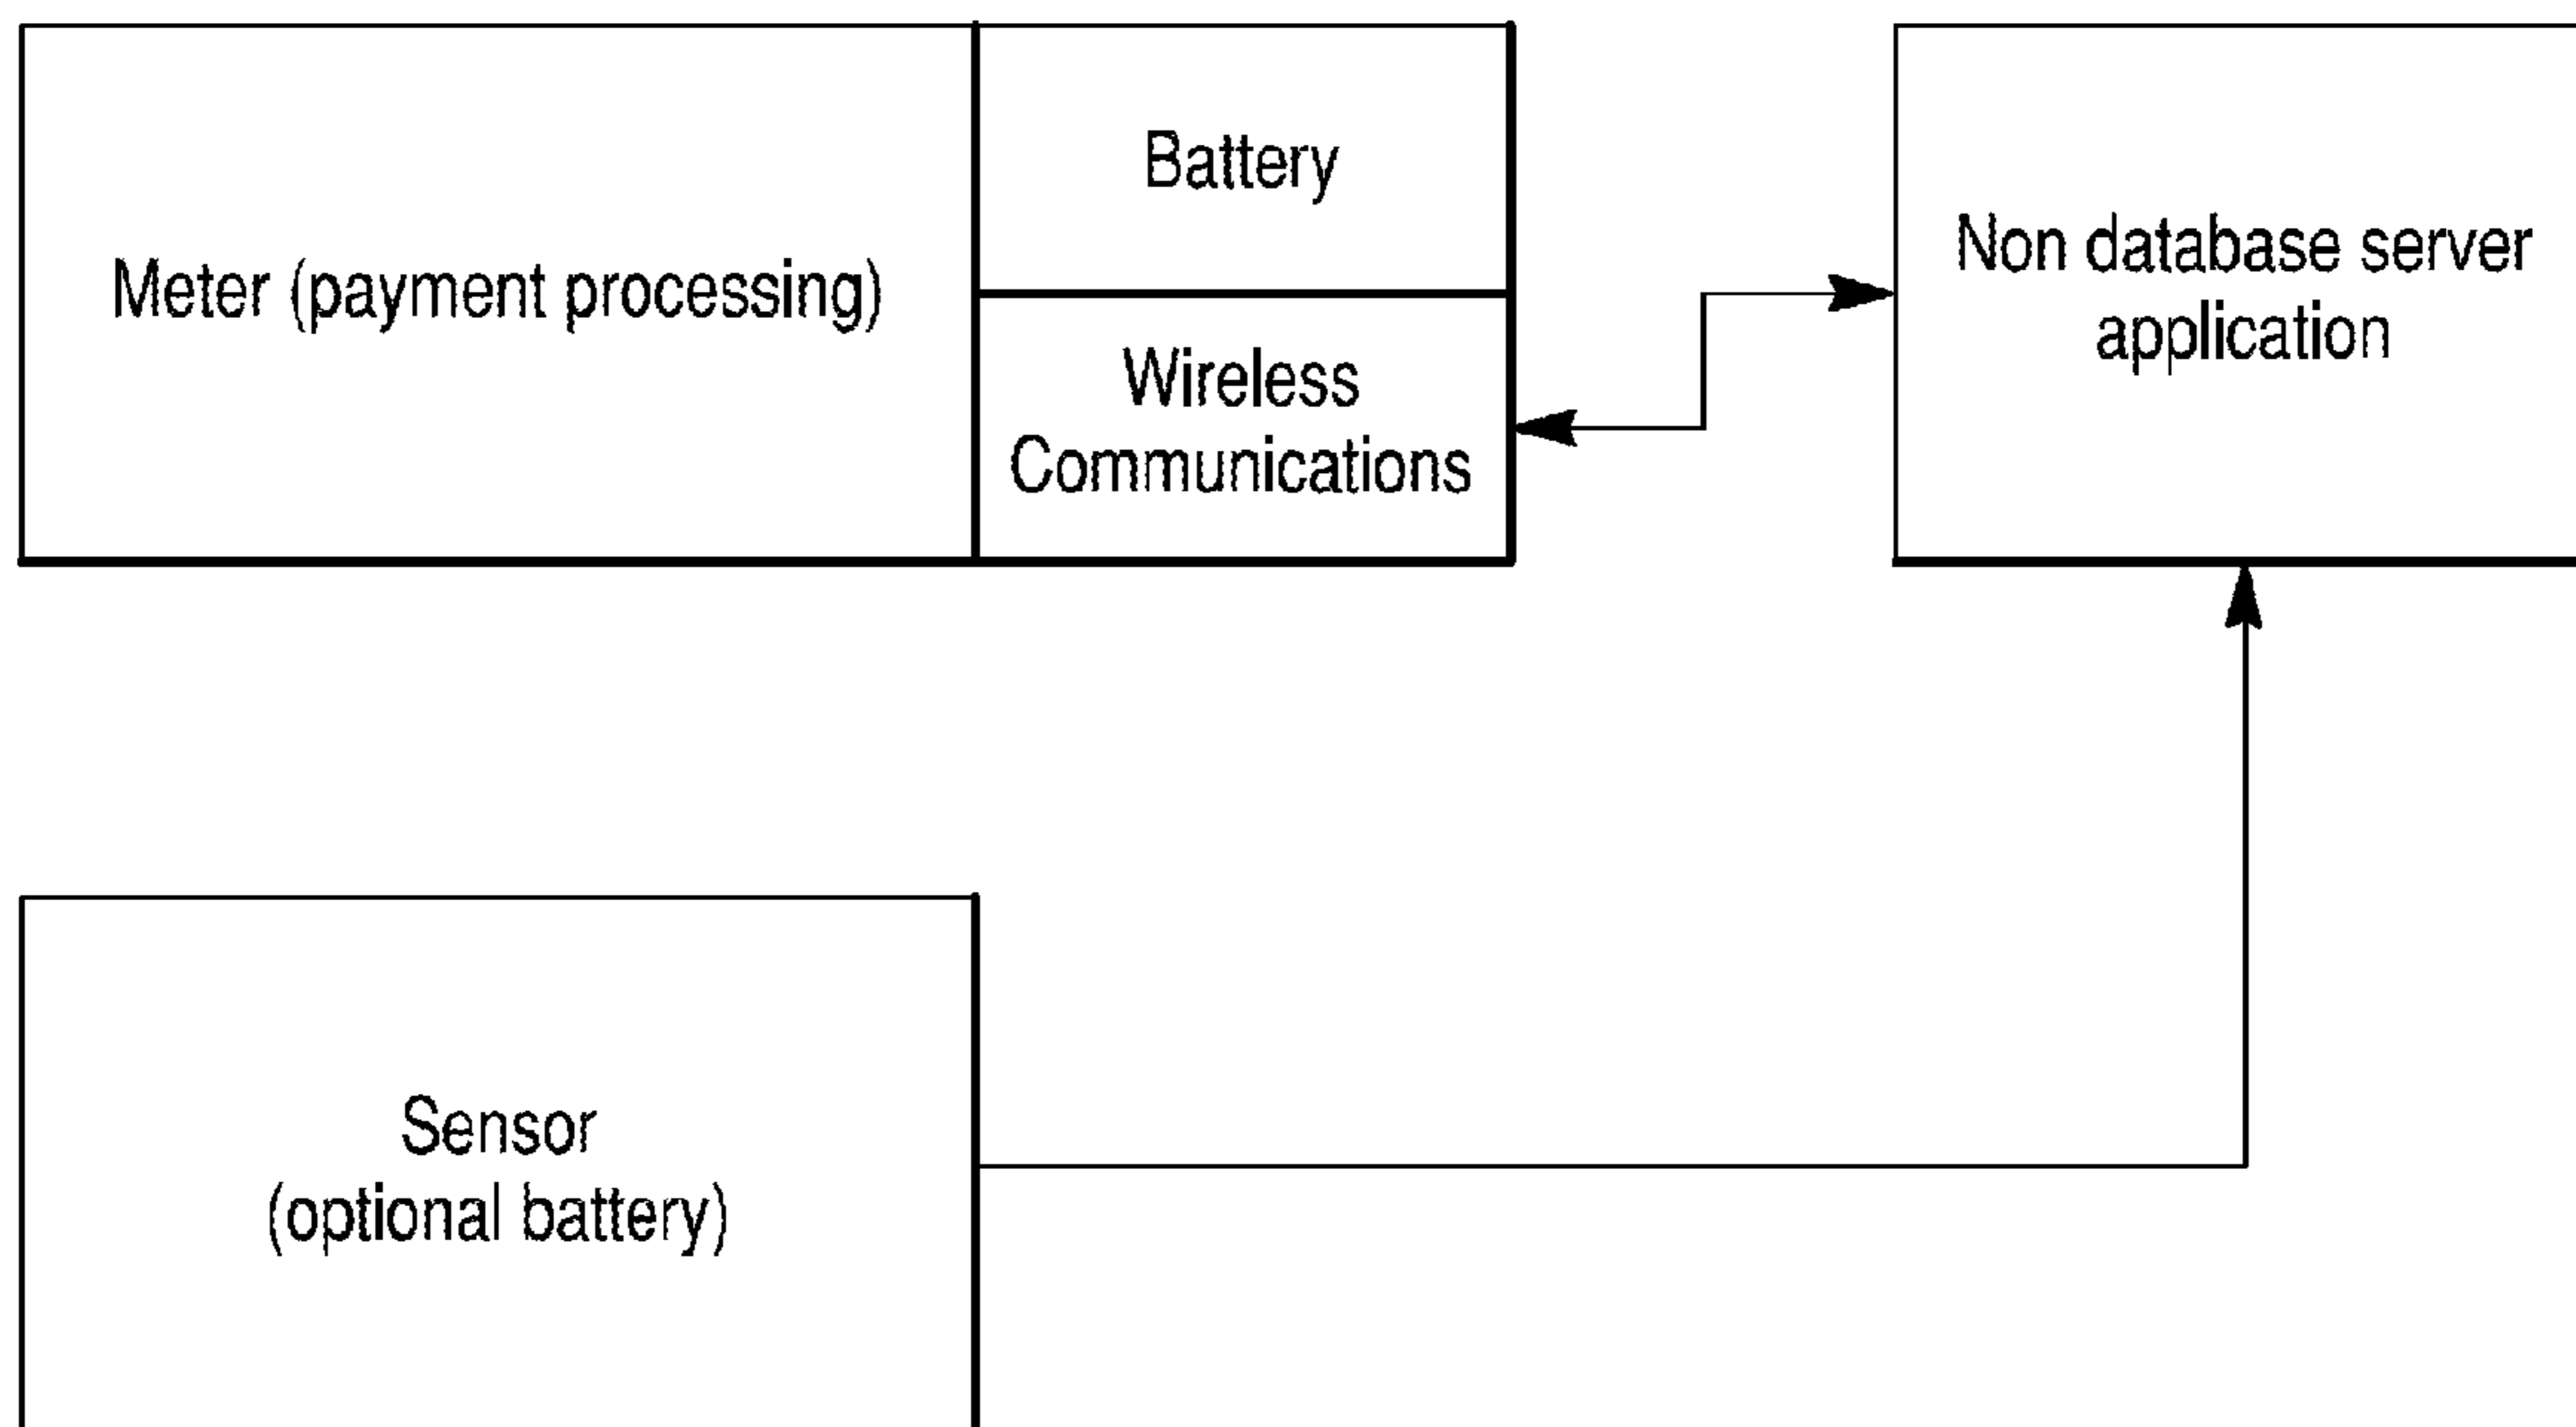 Meter (payment processing)
Battery
Wireless
Communications
Non database server
application
Sensor
(optional battery)